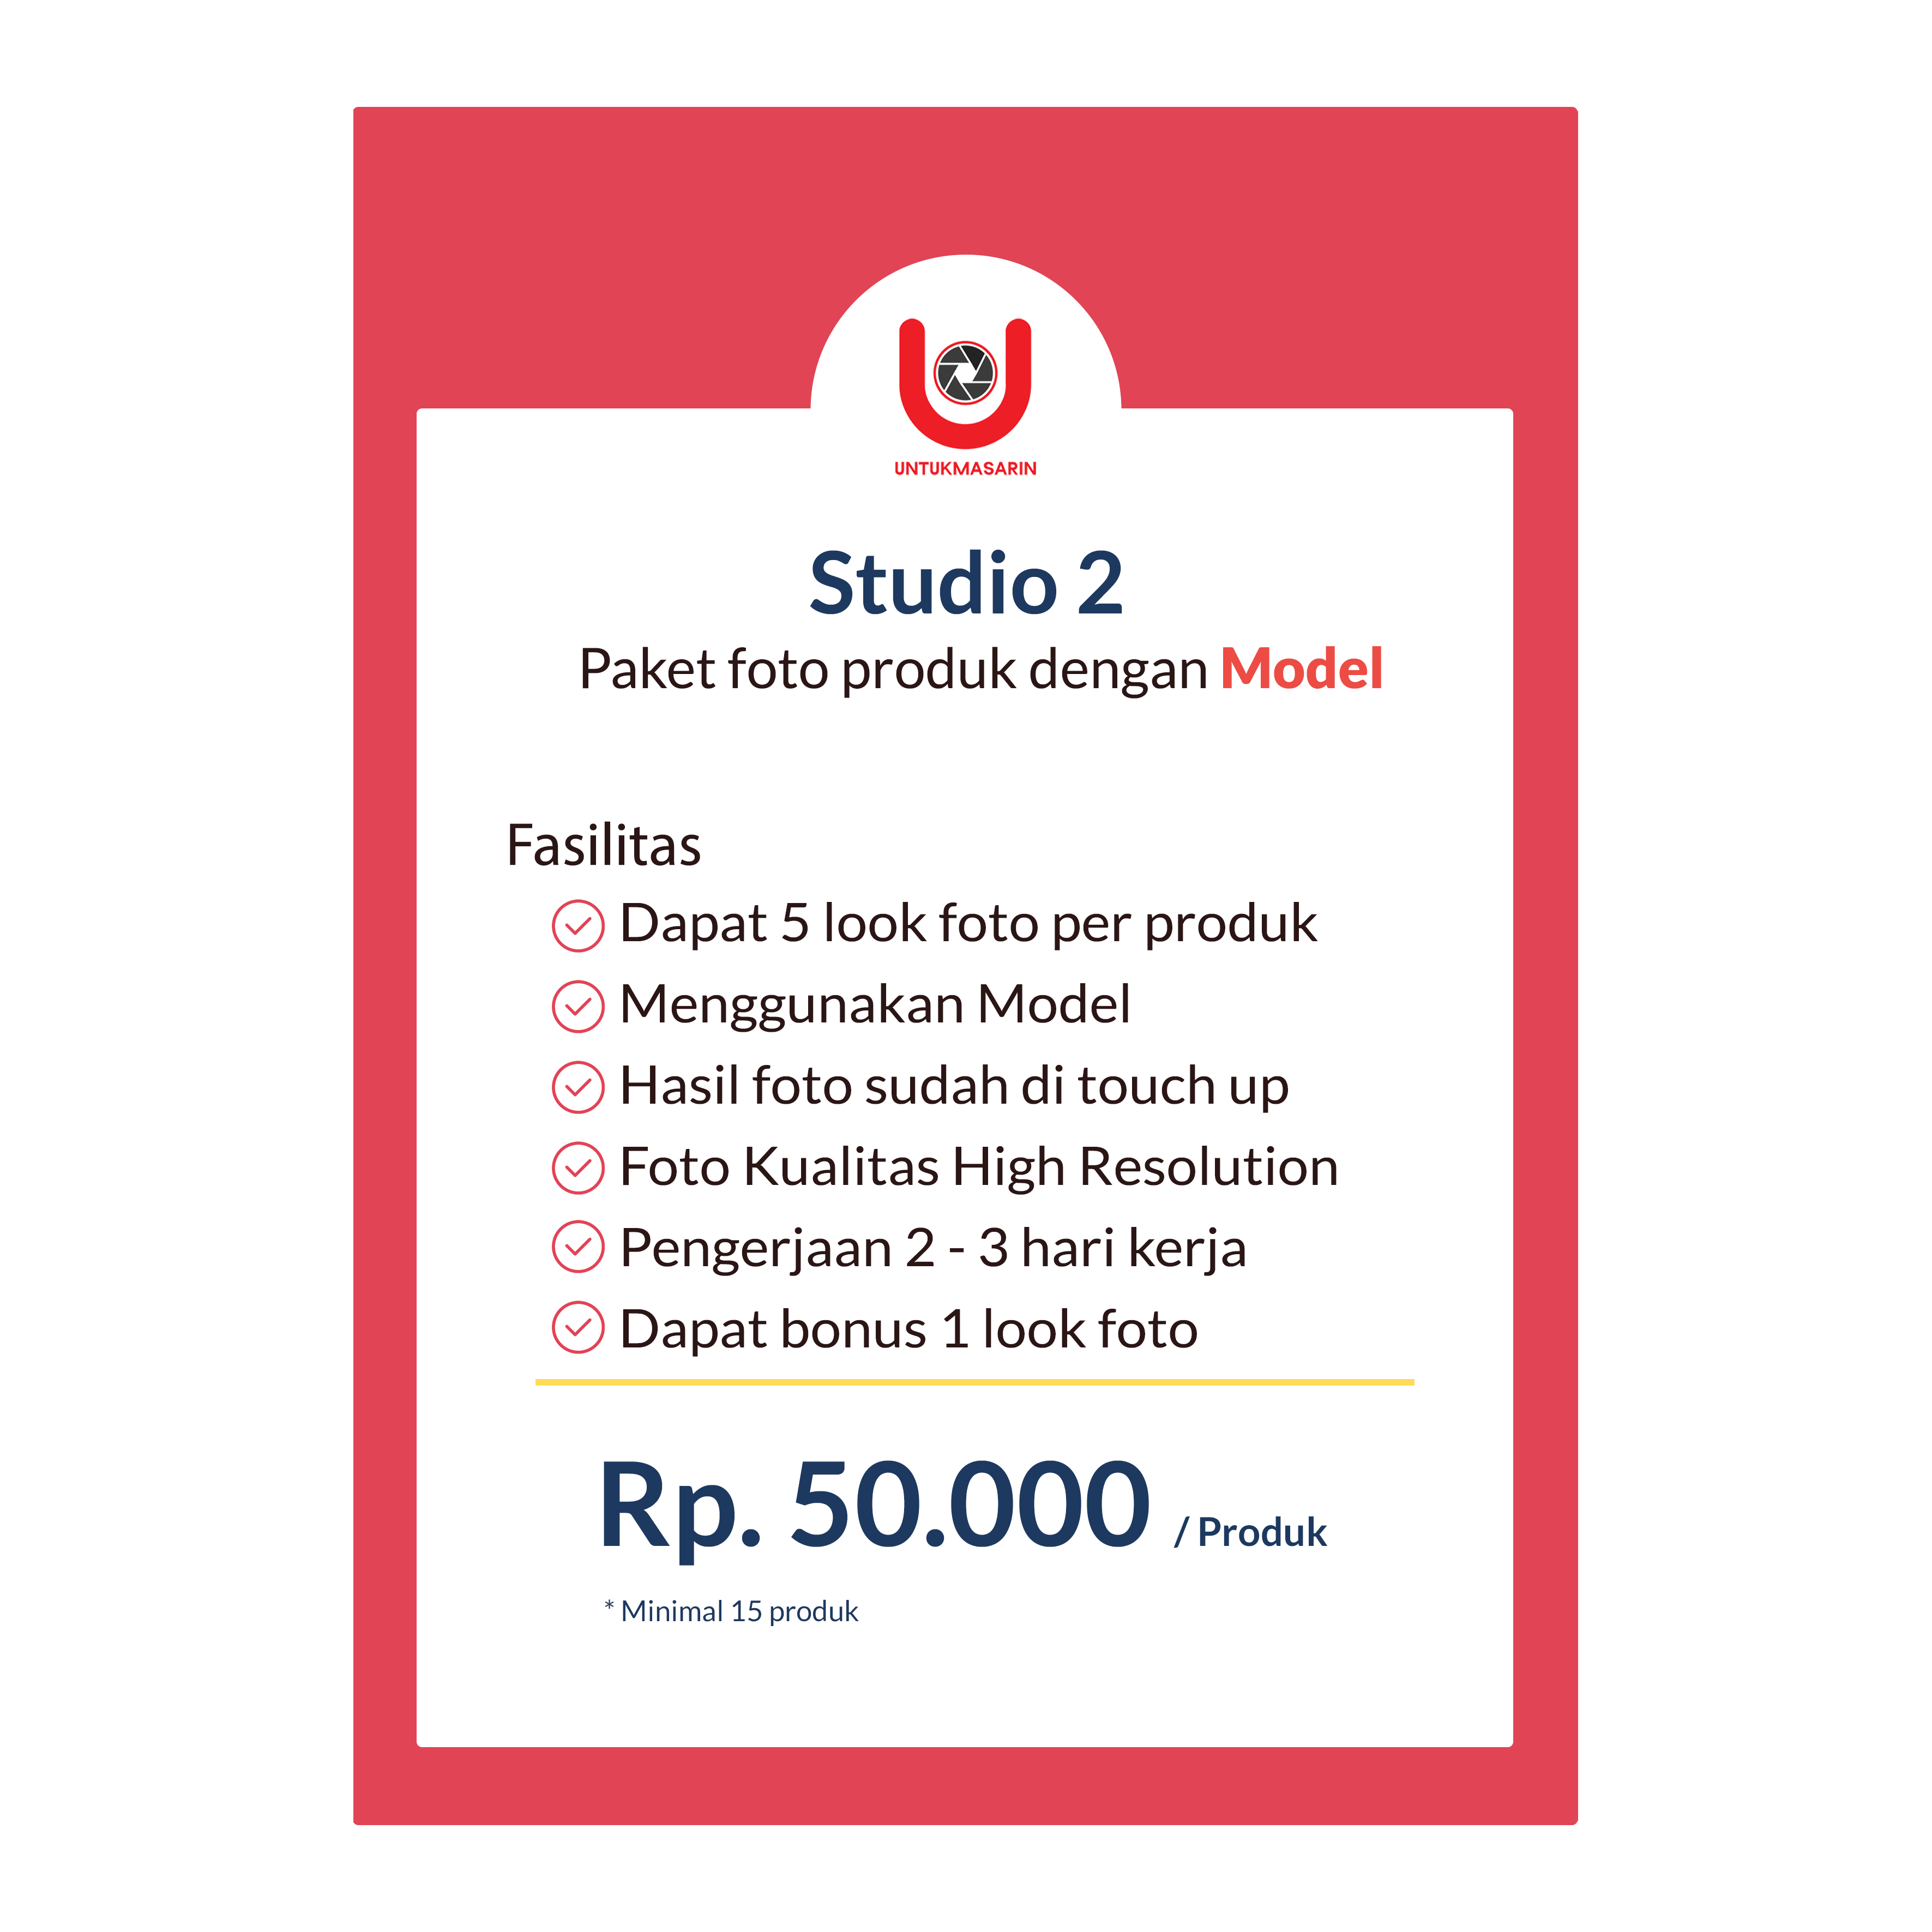 UNTUKMASARIN
Studio 2
Paket foto produk dengan Model
Fasilitas
Dapat 5 look foto per produk
Menggunakan Model
Hasil foto sudah di touch up
Foto Kualitas High Resolution
Pengerjaan 2 - 3 hari kerja
Dapat bonus 1 look foto
Rp. 50.000 / Produk
* Minimal 15 produk